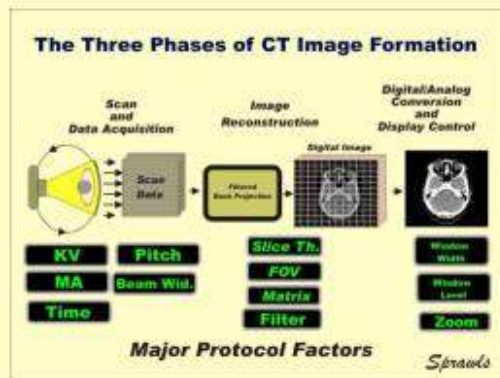 The Three Phases of CT Image Formation
Scan
and
Data Acquisition
Image
Reconstruction
Digital/Analog
Conversion
and
Display Control
Digital Image
Scan
Data
Filtered
Back Projection
KV
Pitch
MA
Beam Wid.
Time
Slice Th.
FOV
Matrix
Filter
Window
Width
Window
Level
Zoom
Major Protocol Factors
Sprawls